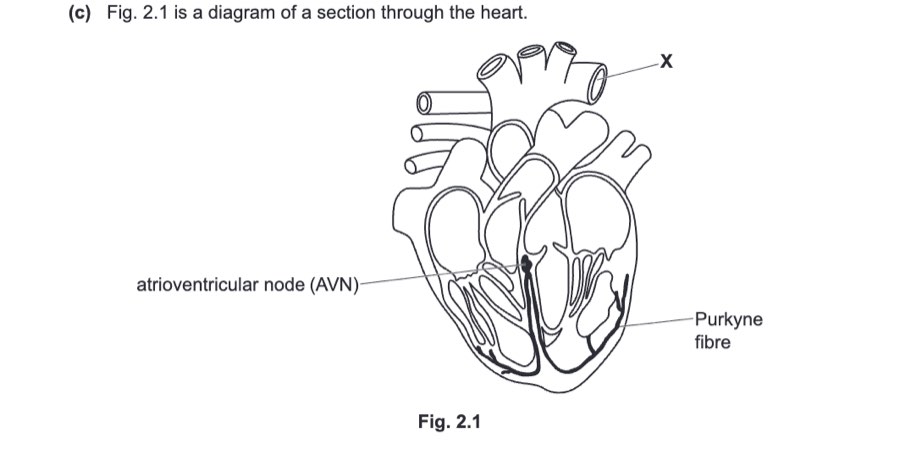 (c) Fig. 2.1 is a diagram of a section through the heart.
X
atrioventricular node (AVN)
Purkyne
fibre
Fig. 2.1